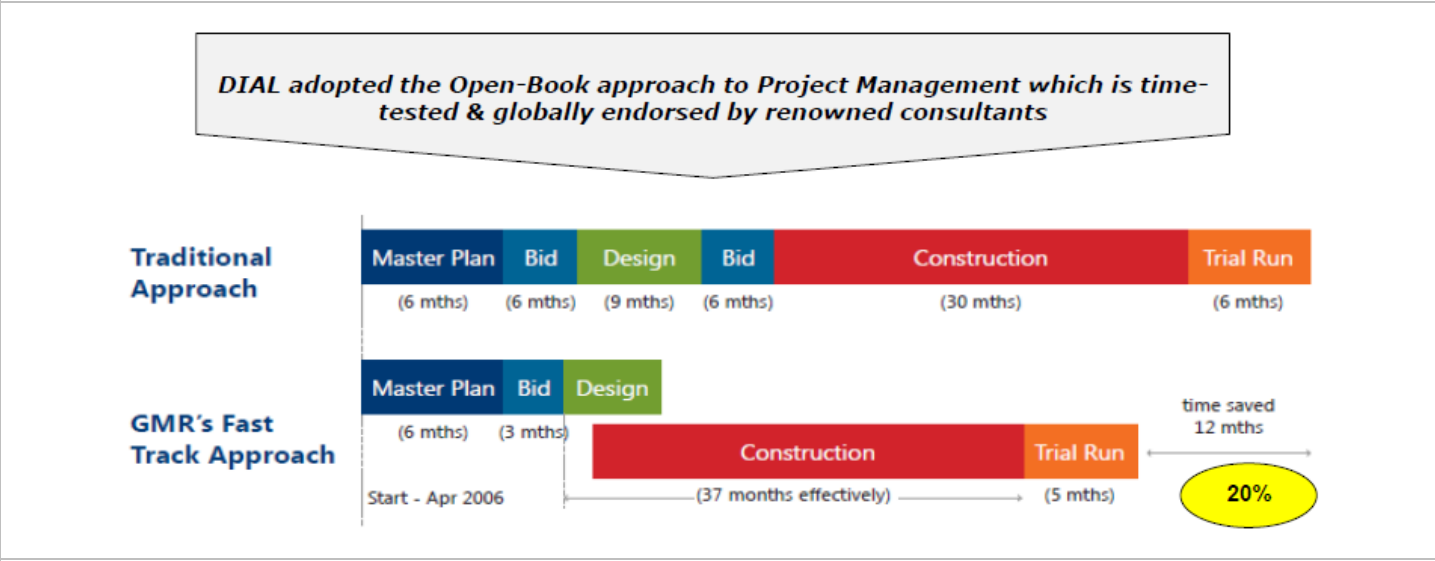 DIAL adopted the Open-Book approach to Project Management which is time-
tested & globally endorsed by renowned consultants
Traditional
Approach
Master Plan
Bid
Design
Bid
Construction
Trial Run
(6 mths)
(6 mths)
(9 mths)
(6 mths)
(30 mths)
(6 mths)
GMR's Fast
Track Approach
Master Plan
Bid
Design
(6 mths)
(3 mths)
Construction
Trial Run
time saved
12 mths
Start - Apr 2006
(37 months effectively)
(5 mths)
20%